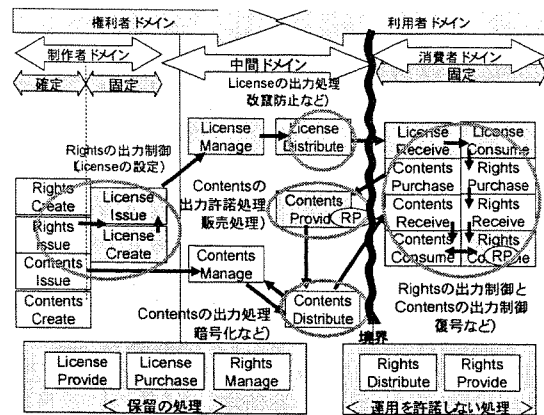 権利者ドメイン
利用者ドメイン
制作者ドメイン
中間ドメイン
消費者ドメイン
確定
固定
固定
Licenseの出力処理
改竄防止など)
License
Manage
License
Distribute
License
Receive
License
Consume
Rightsの出力制御
(Licenseの設定)
Contents
Purchase
Rights
Purchase
Rights
Create
License
Issue
Contentsの
出力許諾処理
販売処理)
Contents
Provid
RP
Contents
Receive
Rights
Receive
Rights
Issue
License
Create
Contents
Consume
Rights
RP
Contents
Issue
Contents
Manage
Contents
Create
Contentsの出力処理
暗号化など)
Contents
Distribute
Rightsの出力制御と
Contentsの出力制御
復号など)
境界
License
Provide
License
Purchase
Rights
Manage
保留の処理
Rights
Distribute
Rights
Provide
運用を許諾しない処理